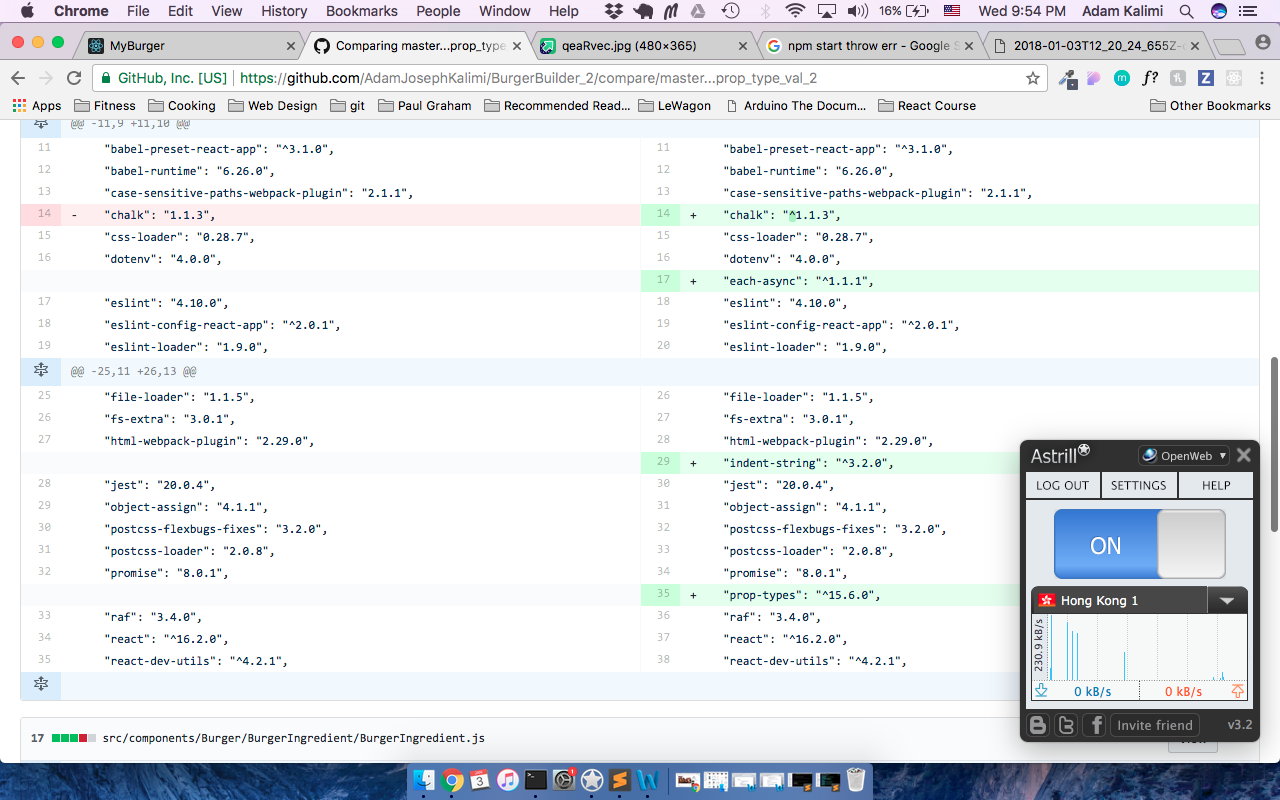 Chrome File Edit View History Bookmarks People Window Help 16% Wed 9:54 PM Adam Kalimi
MyBurger
Comparing master...prop_type
qeaRvec.jpg (480×365)
npm start throw err - Google S
2018-01-03T12_20_24_655Z-
GitHub, Inc. [US] https://github.com/AdamJosephKalimi/BurgerBuilder_2/compare/master...prop_type_val_2
Apps Fitness Cooking Web Design git Paul Graham Recommended Read... LeWagon Arduino The Docum... React Course Other Bookmarks
@@ -11,9 +11,10 @@
11 "babel-preset-react-app": "^3.1.0", 11 "babel-preset-react-app": "^3.1.0",
12 "babel-runtime": "6.26.0", 12 "babel-runtime": "6.26.0",
13 "case-sensitive-paths-webpack-plugin": "2.1.1", 13 "case-sensitive-paths-webpack-plugin": "2.1.1",
14 - "chalk": "1.1.3", 14 + "chalk": "^1.1.3",
15 "css-loader": "0.28.7", 15 "css-loader": "0.28.7",
16 "dotenv": "4.0.0", 16 "dotenv": "4.0.0",
17 + "each-async": "^1.1.1",
17 "eslint": "4.10.0", 18 "eslint": "4.10.0",
18 "eslint-config-react-app": "^2.0.1", 19 "eslint-config-react-app": "^2.0.1",
19 "eslint-loader": "1.9.0", 20 "eslint-loader": "1.9.0",
@@ -25,11 +26,13 @@
25 "file-loader": "1.1.5", 26 "file-loader": "1.1.5",
26 "fs-extra": "3.0.1", 27 "fs-extra": "3.0.1",
27 "html-webpack-plugin": "2.29.0", 28 "html-webpack-plugin": "2.29.0",
29 + "indent-string": "^3.2.0",
28 "jest": "20.0.4", 30 "jest": "20.0.4",
29 "object-assign": "4.1.1", 31 "object-assign": "4.1.1",
30 "postcss-flexbugs-fixes": "3.2.0", 32 "postcss-flexbugs-fixes": "3.2.0",
31 "postcss-loader": "2.0.8", 33 "postcss-loader": "2.0.8",
32 "promise": "8.0.1", 34 "promise": "8.0.1",
35 + "prop-types": "^15.6.0",
33 "raf": "3.4.0", 36 "raf": "3.4.0",
34 "react": "^16.2.0", 37 "react": "^16.2.0",
35 "react-dev-utils": "^4.2.1", 38 "react-dev-utils": "^4.2.1",
17 src/components/Burger/BurgerIngredient/BurgerIngredient.js
Astrill OpenWeb
LOG OUT SETTINGS HELP
ON
Hong Kong 1
230.9 kB/s
0 kB/s 0 kB/s
Invite friend v3.2